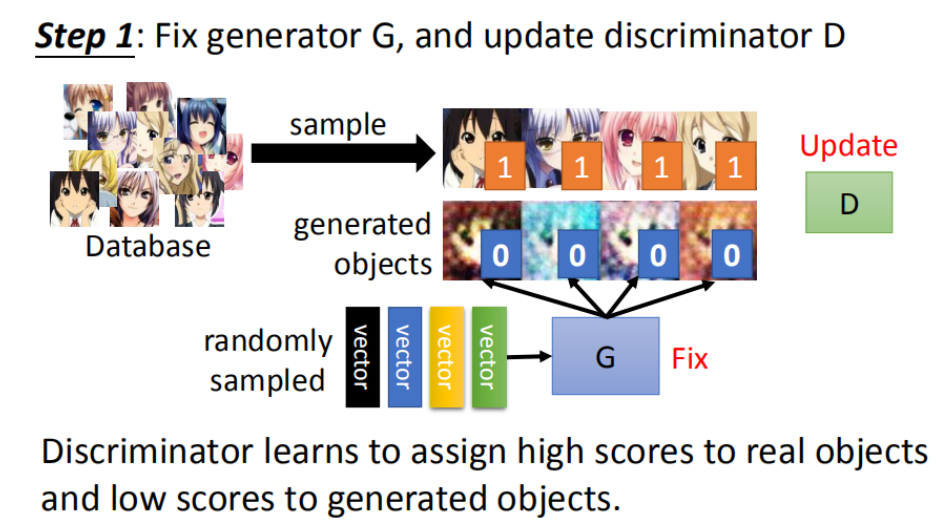 Step 1: Fix generator G, and update discriminator D
sample
1 1 1 1
Update
D
Database
generated
objects
0 0 0 0
randomly
sampled
vector
vector
vector
vector
G
Fix
Discriminator learns to assign high scores to real objects
and low scores to generated objects.